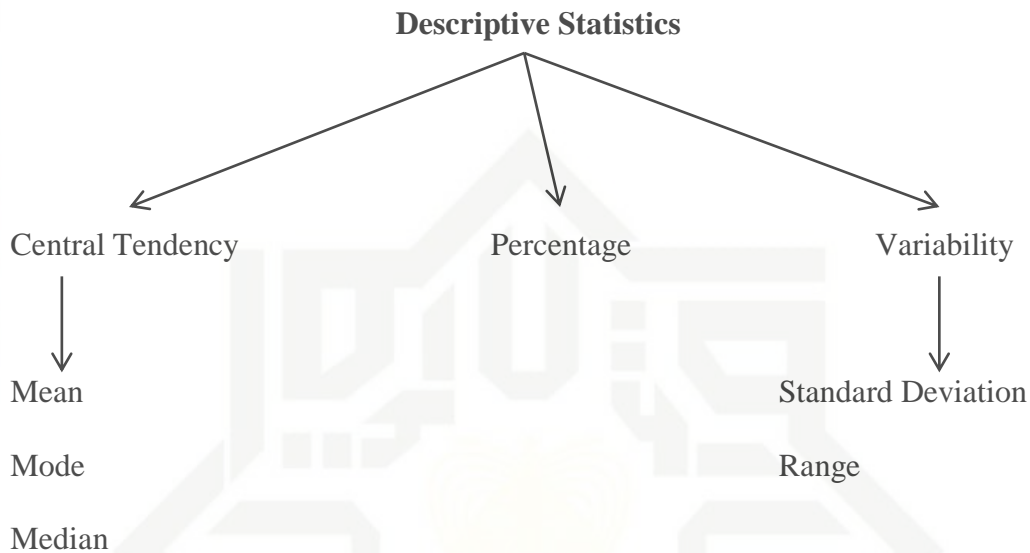 Descriptive Statistics
Central Tendency Percentage Variability
Mean Standard Deviation
Mode Range
Median